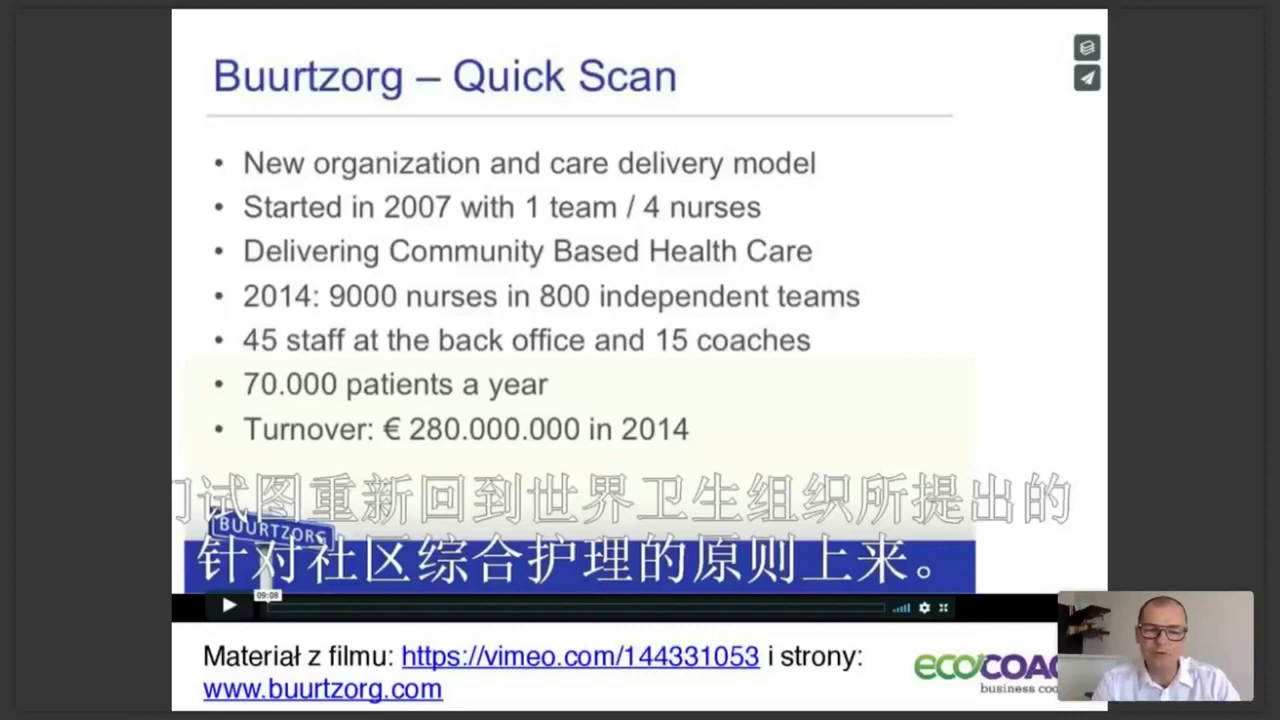 Buurtzorg – Quick Scan
• New organization and care delivery model
• Started in 2007 with 1 team / 4 nurses
• Delivering Community Based Health Care
• 2014: 9000 nurses in 800 independent teams
• 45 staff at the back office and 15 coaches
• 70.000 patients a year
• Turnover: € 280.000.000 in 2014
试图重新回到世界卫生组织所提出的
BUURTZORG
针对社区综合护理的原则上来。
09:08
Materiał z filmu: https://vimeo.com/144331053 i strony:
www.buurtzorg.com
business